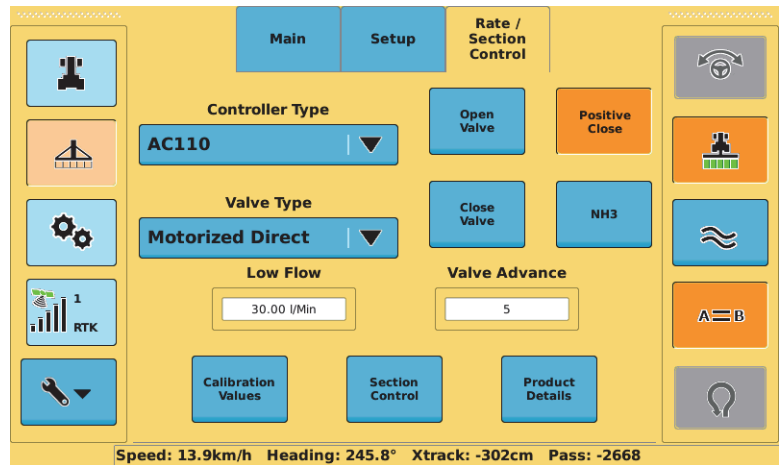 Main
Setup
Rate /
Section
Control
Controller Type
AC110
Open
Valve
Positive
Close
Valve Type
Motorized Direct
Close
Valve
NH3
Low Flow
Valve Advance
30.00 l/Min
5
1
RTK
A B
Calibration
Values
Section
Control
Product
Details
Speed: 13.9km/h Heading: 245.8° Xtrack: -302cm Pass: -2668